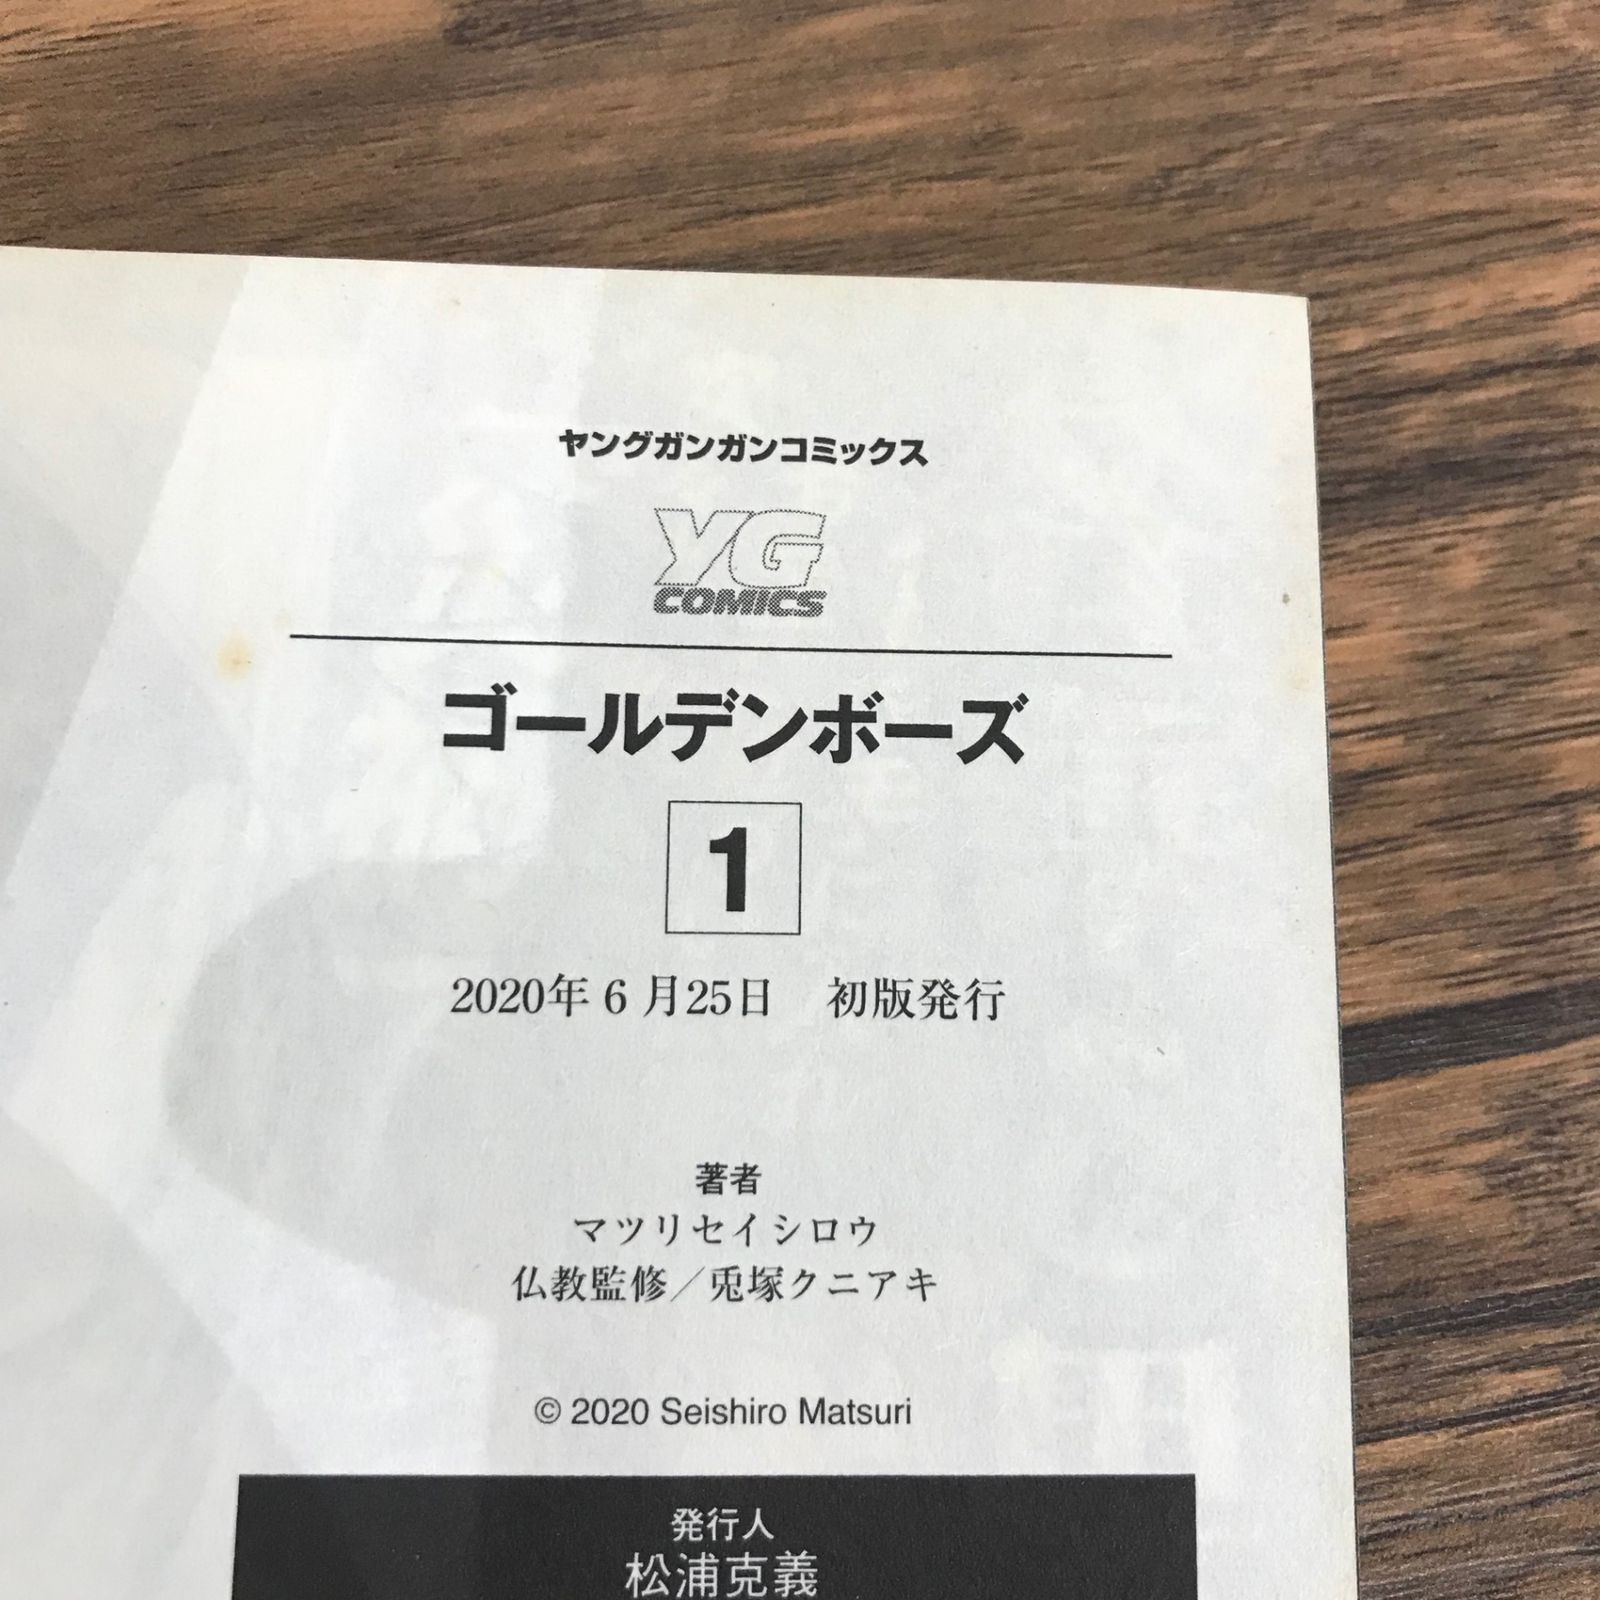 ヤングガンガンコミックス
YG
COMICS
ゴールデンボーズ
1
2020年6月25日　初版発行
著者
マツリセイシロウ
仏教監修／兎塚クニアキ
© 2020 Seishiro Matsuri
発行人
松浦克義